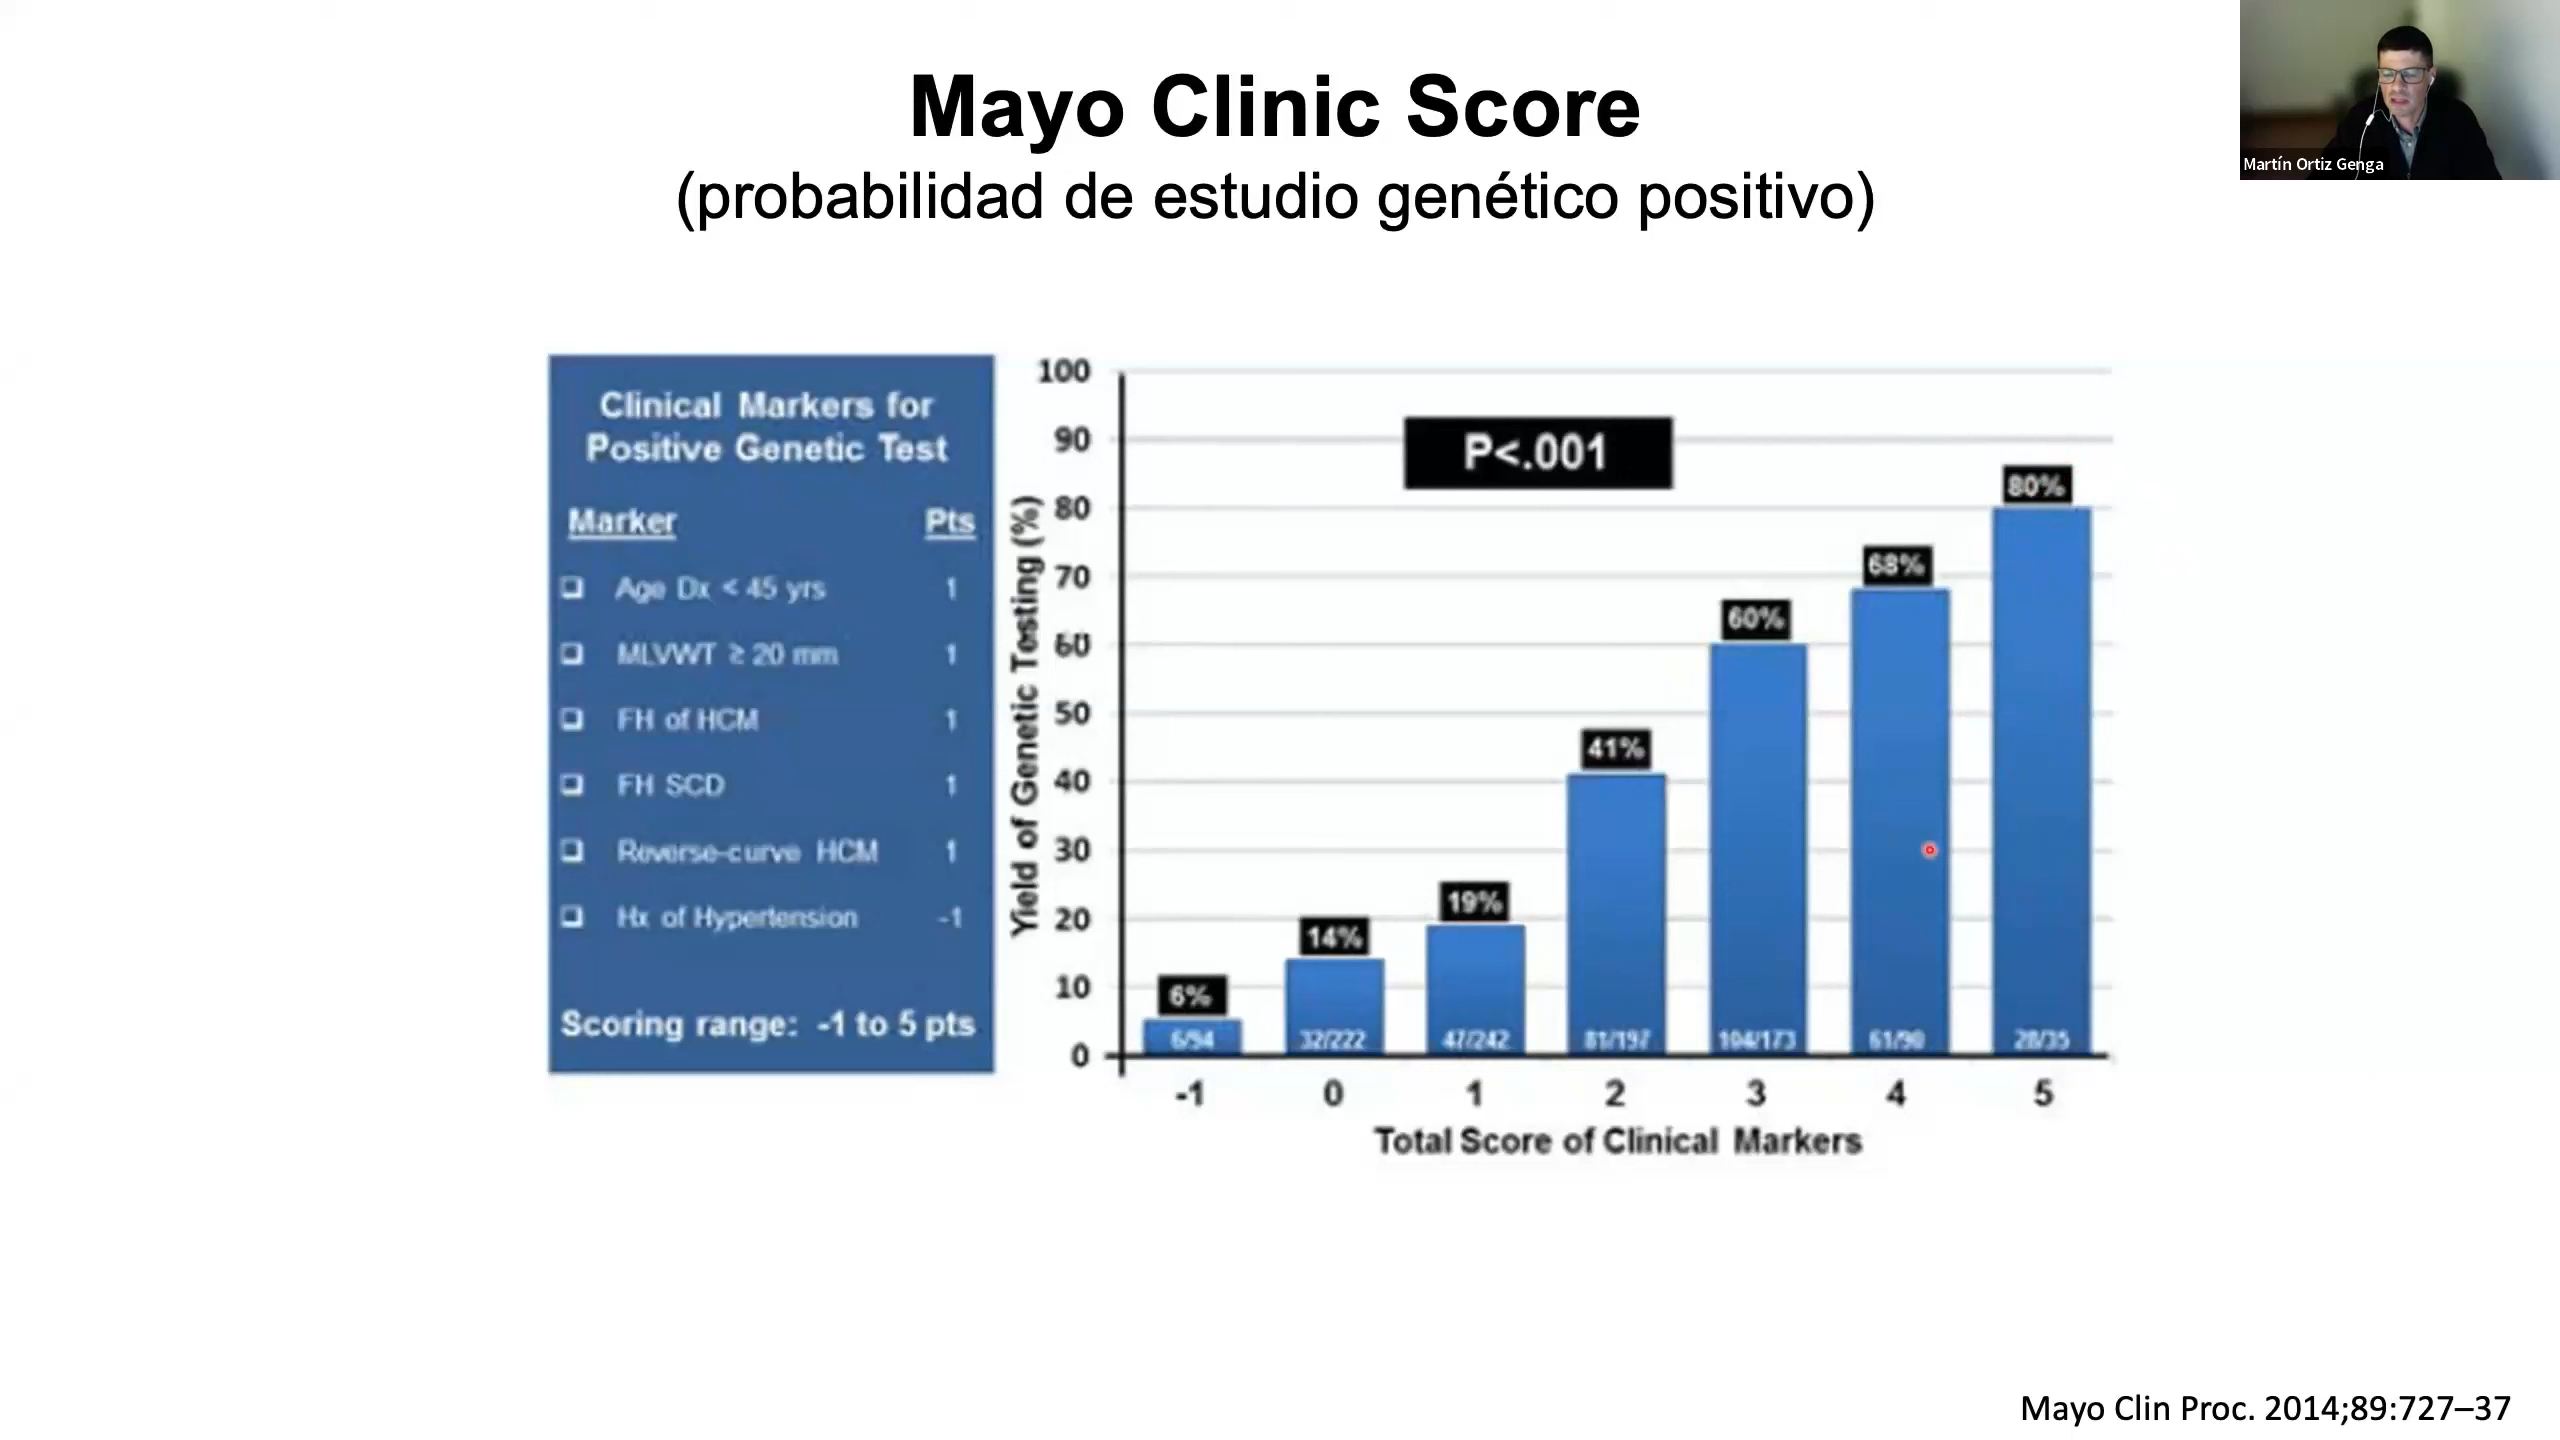 Mayo Clinic Score
(probabilidad de estudio genético positivo)
Martín Ortiz Genga
Clinical Markers for
Positive Genetic Test
Marker Pts
Age Dx < 45 yrs 1
MLVWT ≥ 20 mm 1
FH of HCM 1
FH SCD 1
Reverse-curve HCM 1
Hx of Hypertension -1
Scoring range: -1 to 5 pts
Yield of Genetic Testing (%)
100
90
80
70
60
50
40
30
20
10
0
P<.001
6%
14%
19%
41%
60%
68%
80%
6/94
32/222
47/242
81/197
104/173
61/90
28/35
-1 0 1 2 3 4 5
Total Score of Clinical Markers
Mayo Clin Proc. 2014;89:727–37